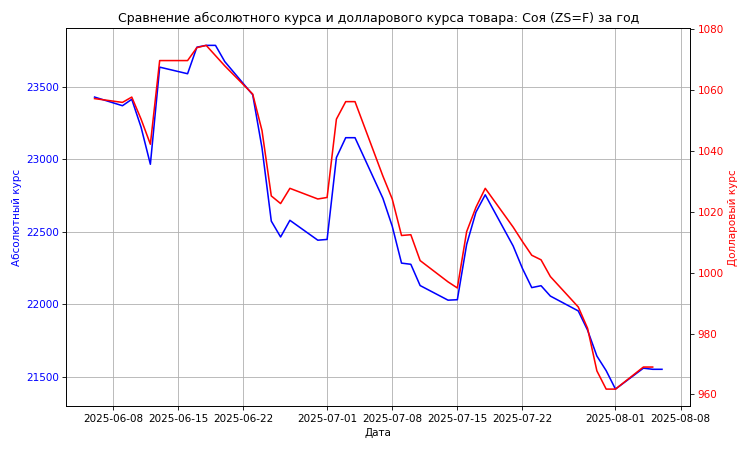 Сравнение абсолютного курса и долларового курса товара: Соя (ZS=F) за год
1080
23500
1060
23000
1040
22500
1020
22000
1000
21500
980
960
Абсолютный курс
Долларовый курс
2025-06-08 2025-06-15 2025-06-22 2025-07-01 2025-07-08 2025-07-15 2025-07-22 2025-08-01 2025-08-08
Дата